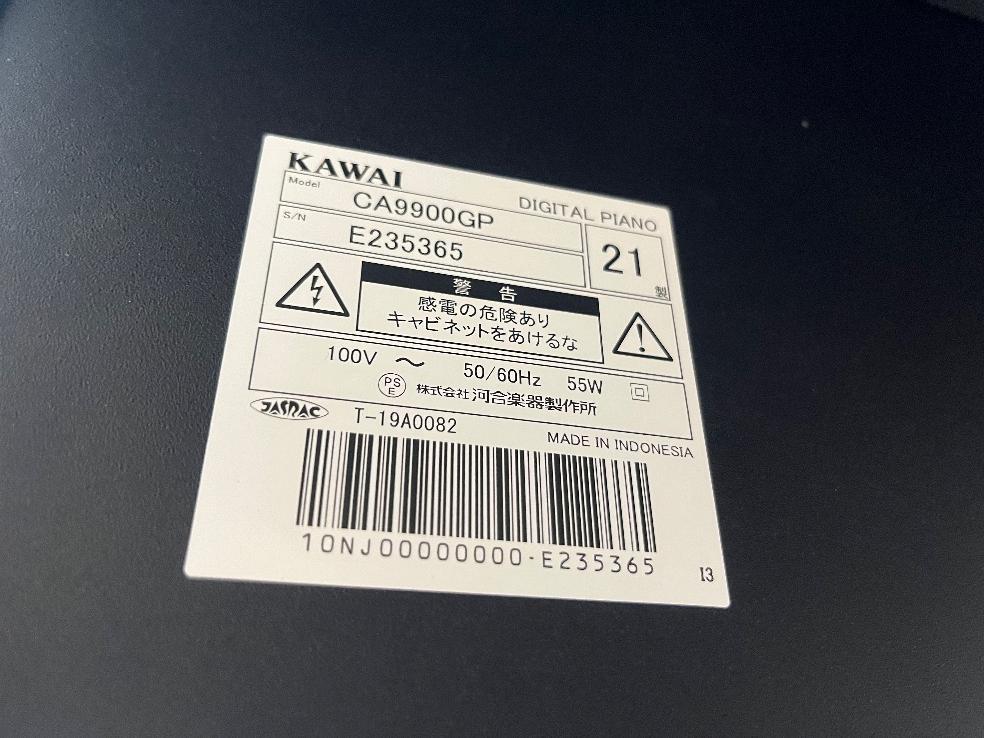 KAWAI
DIGITAL PIANO
Model CA9900GP
S/N E235365
21 製
警告
感電の危険あり
キャビネットをあけるな
100V ～ 50/60Hz 55W
PSE 株式会社 河合楽器製作所
JASRAC T-19A0082
MADE IN INDONESIA
10NJ00000000-E235365
I3